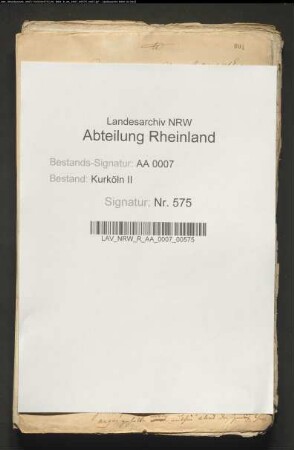 Landesarchiv NRW
Abteilung Rheinland
Bestands-Signatur: AA 0007
Bestand: Kurköln II
Signatur: Nr. 575
LAV_NRW_R_AA_0007_00575